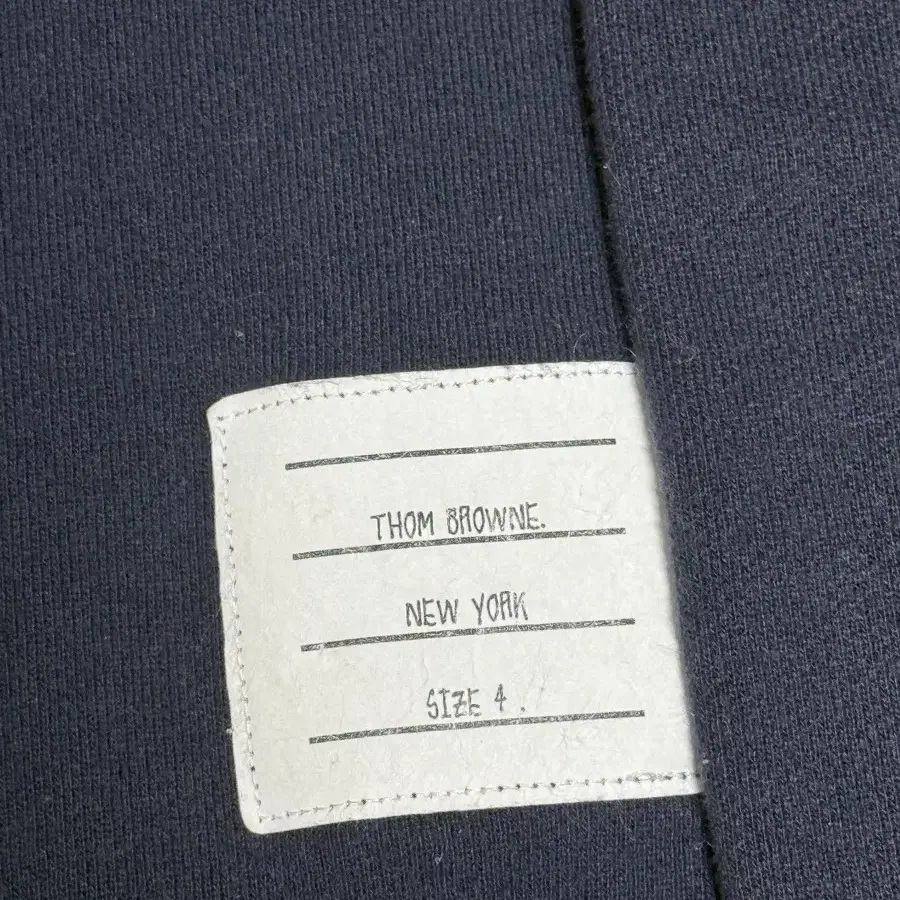 THOM BROWNE.
NEW YORK
SIZE 4.